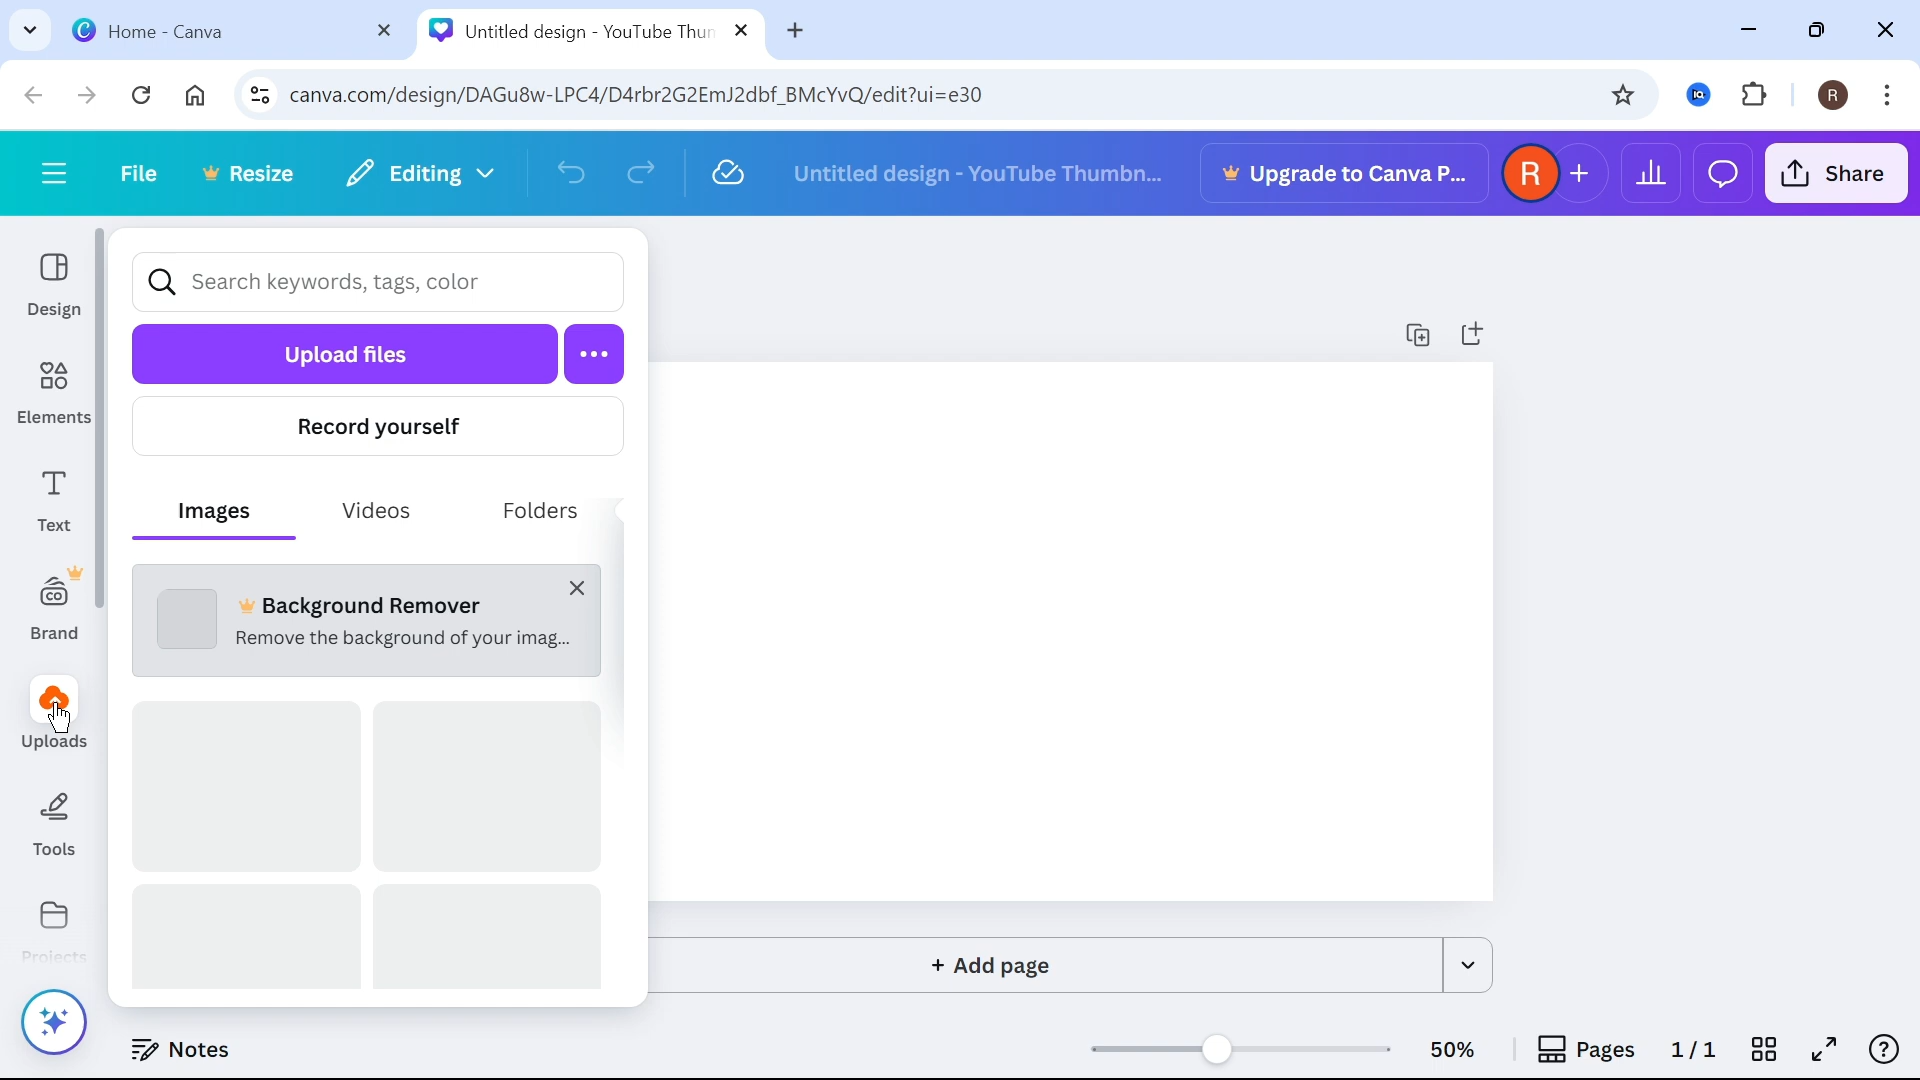 Home - Canva
Untitled design - YouTube Thun
canva.com/design/DAGu8w-LPC4/D4rbr2G2EmJ2dbf_BMcYvQ/edit?ui=e30
R
File
Resize
Editing
Untitled design - YouTube Thumbn...
Upgrade to Canva P...
R
+
Share
Design
Elements
Text
CO
Brand
Uploads
Tools
Projects
Search keywords, tags, color
Upload files
Record yourself
Images
Videos
Folders
Background Remover
Remove the background of your imag...
+ Add page
Notes
50%
Pages
1 / 1